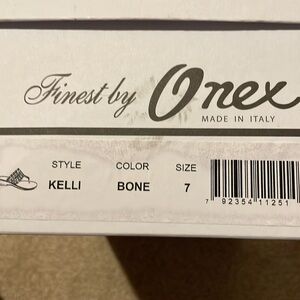 Finest by Onex
MADE IN ITALY
STYLE COLOR SIZE
KELLI BONE 7
7 92354 11251